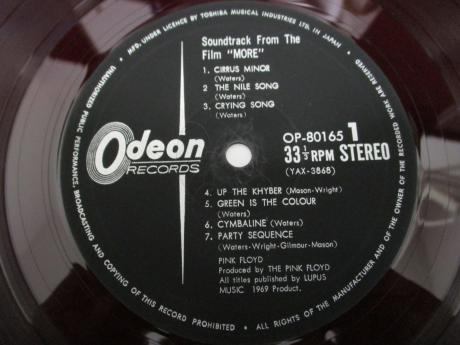 • MFD. UNDER LICENCE BY TOSHIBA MUSICAL INDUSTRIES LTD. IN JAPAN •
Soundtrack From The
Film "MORE"
1. CIRRUS MINOR
(Waters)
2 THE NILE SONG
(Waters)
3. CRYING SONG
(Waters)
Odeon
RECORDS
OP-80165 1
33 1/3 RPM STEREO
(YAX-3868)
4. UP THE KHYBER (Mason-Wright)
5. GREEN IS THE COLOUR
(Waters)
6. CYMBALINE (Waters)
7. PARTY SEQUENCE
(Waters-Wright-Gilmour-Mason)
PINK FLOYD
Produced by THE PINK FLOYD
All titles published by LUPUS
MUSIC 1969 Product.
UNAUTHORIZED PUBLIC PERFORMANCE, BROADCASTING AND COPYING OF THIS RECORD PROHIBITED • ALL RIGHTS OF THE MANUFACTURER AND OF THE OWNER OF THE RECORDED WORK ARE RESERVED